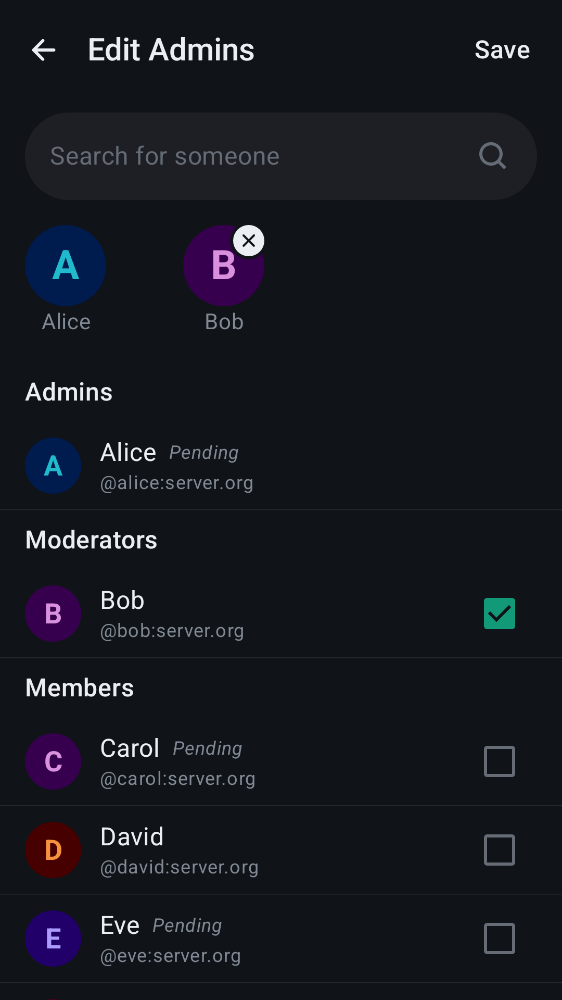 Edit Admins
Save
Search for someone
A
B
Alice
Bob
Admins
A
Alice Pending
@alice:server.org
Moderators
B
Bob
@bob:server.org
Members
C
Carol Pending
@carol:server.org
D
David
@david:server.org
E
Eve Pending
@eve:server.org